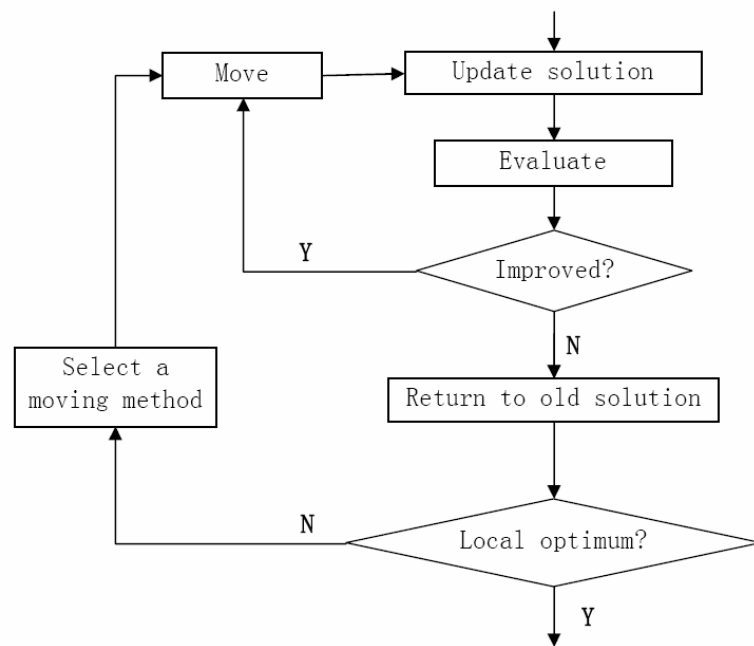 Move
Update solution
Evaluate
Y
Improved?
N
Select a
moving method
Return to old solution
N
Local optimum?
Y